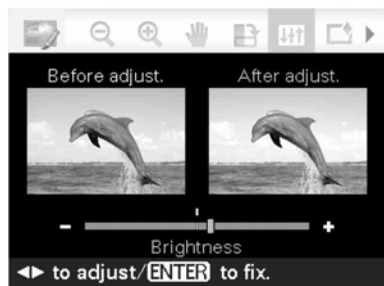 Before adjust. After adjust.
- +
Brightness
◄► to adjust/ENTER to fix.